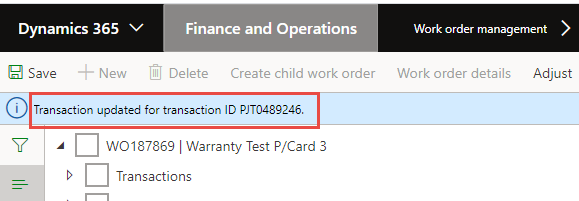 Dynamics 365 Finance and Operations Work order management
Save New Delete Create child work order Work order details Adjust
Transaction updated for transaction ID PJT0489246.
WO187869 | Warranty Test P/Card 3
Transactions